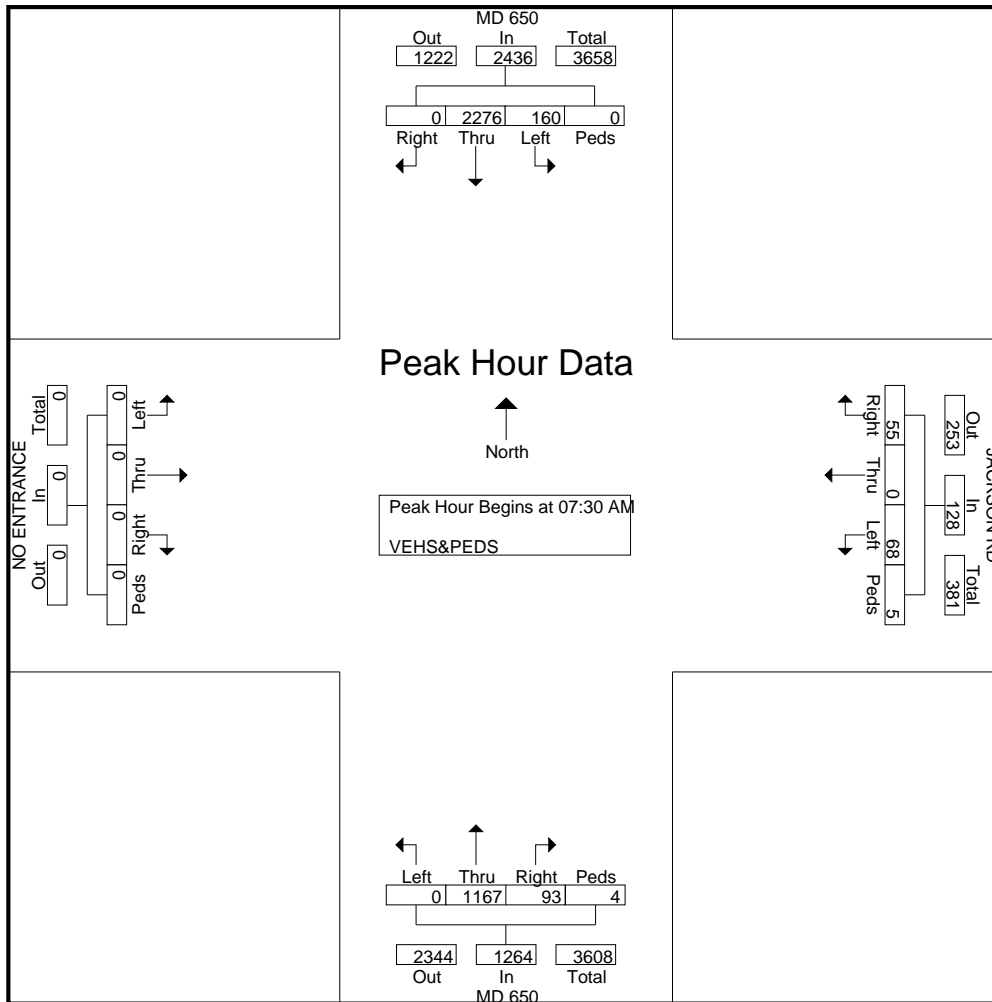 MD 650
Out In Total
1222 2436 3658
0 2276 160 0
Right Thru Left Peds
Peak Hour Data
North
Peak Hour Begins at 07:30 AM
VEHS&PEDS
NO ENTRANCE
Out In Total
0 0 0
0 0 0 0
Left Thru Right Peds
JACKSON RD
Out In Total
253 128 381
55 0 68 5
Right Thru Left Peds
Left Thru Right Peds
0 1167 93 4
2344 1264 3608
Out In Total
MD 650